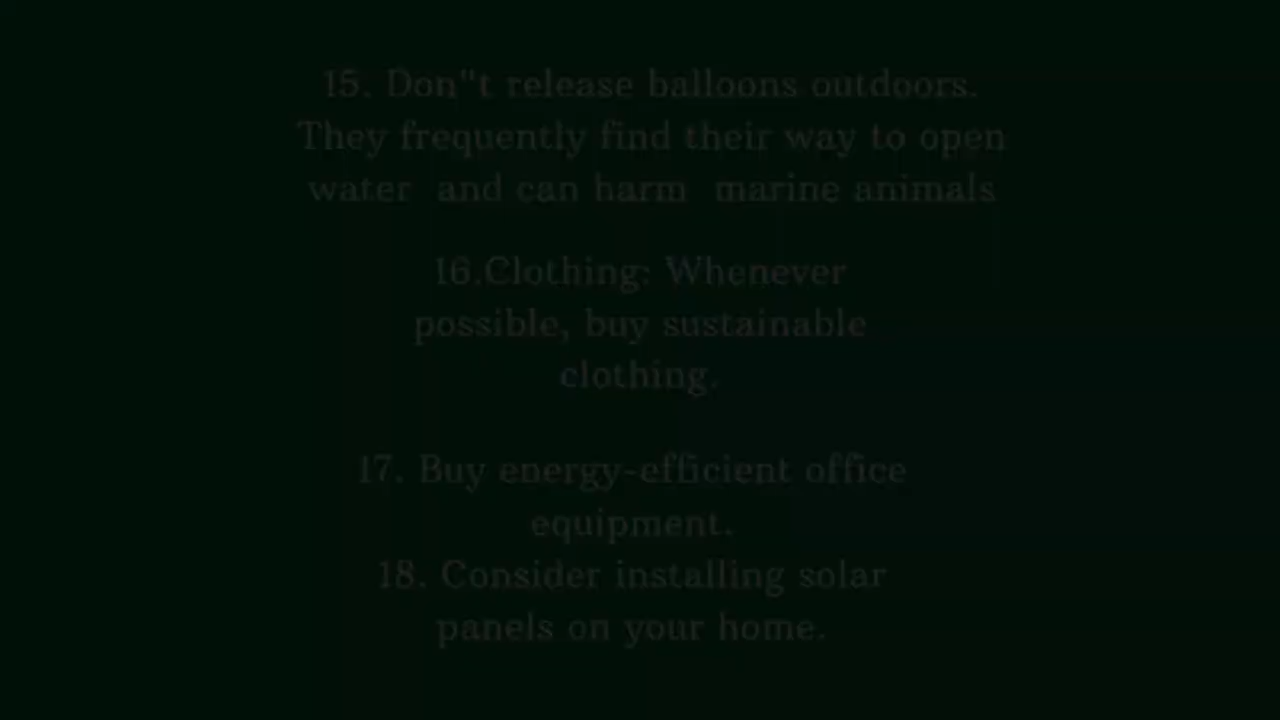 15. Don"t release balloons outdoors.
They frequently find their way to open
water and can harm marine animals
16.Clothing: Whenever
possible, buy sustainable
clothing.
17. Buy energy-efficient office
equipment.
18. Consider installing solar
panels on your home.